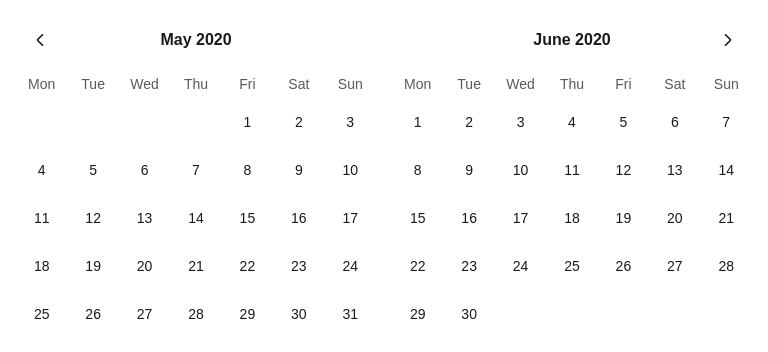 May 2020
Mon Tue Wed Thu Fri Sat Sun
1 2 3
4 5 6 7 8 9 10
11 12 13 14 15 16 17
18 19 20 21 22 23 24
25 26 27 28 29 30 31
June 2020
Mon Tue Wed Thu Fri Sat Sun
1 2 3 4 5 6 7
8 9 10 11 12 13 14
15 16 17 18 19 20 21
22 23 24 25 26 27 28
29 30